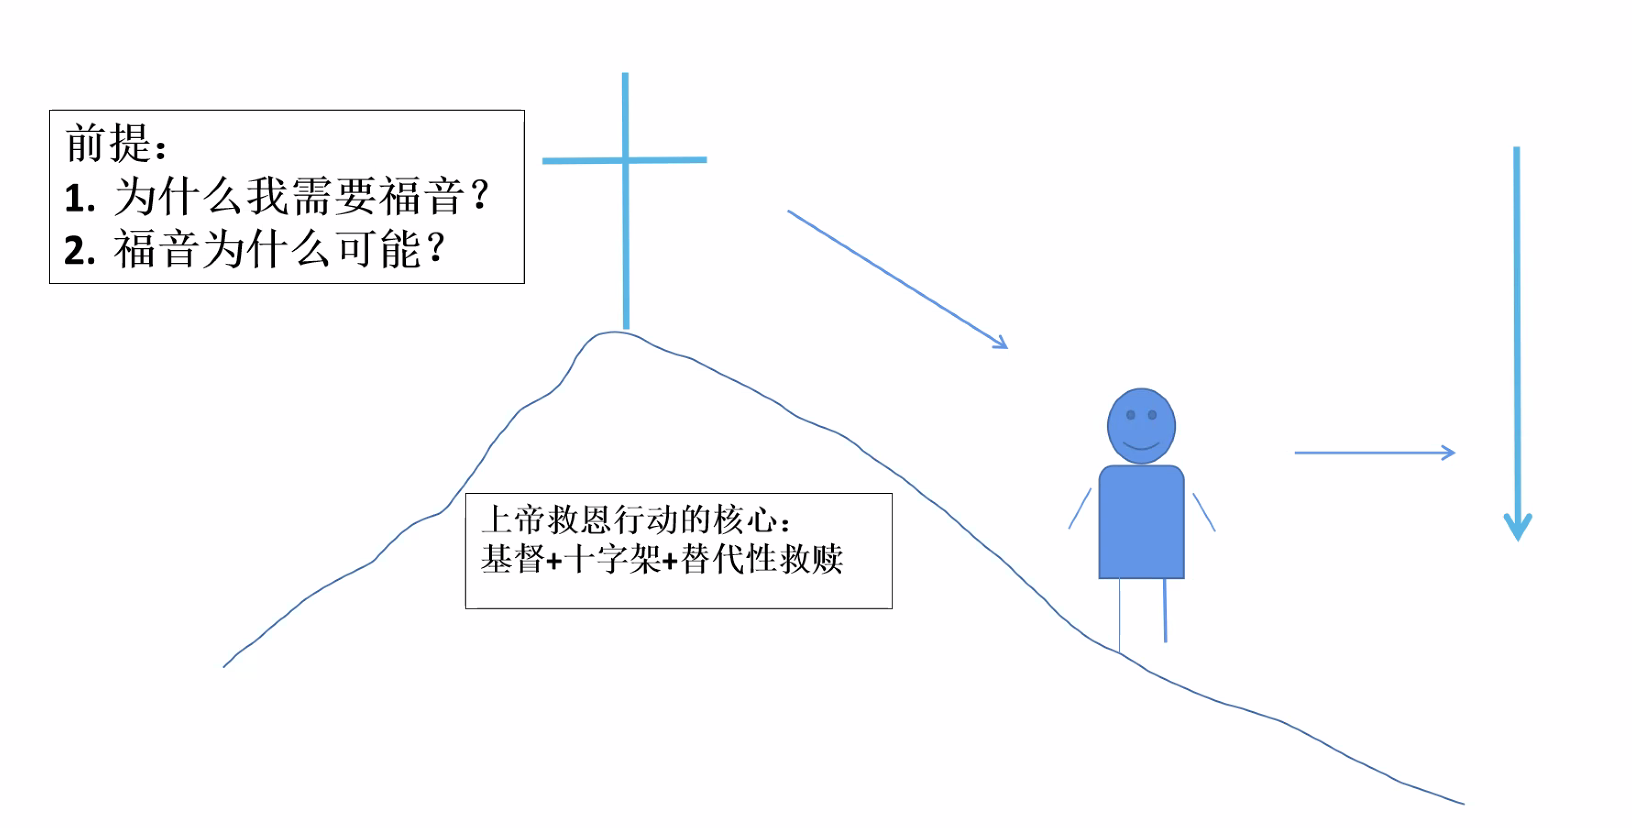 前提：
1. 为什么我需要福音？
2. 福音为什么可能？
上帝救恩行动的核心：
基督+十字架+替代性救赎